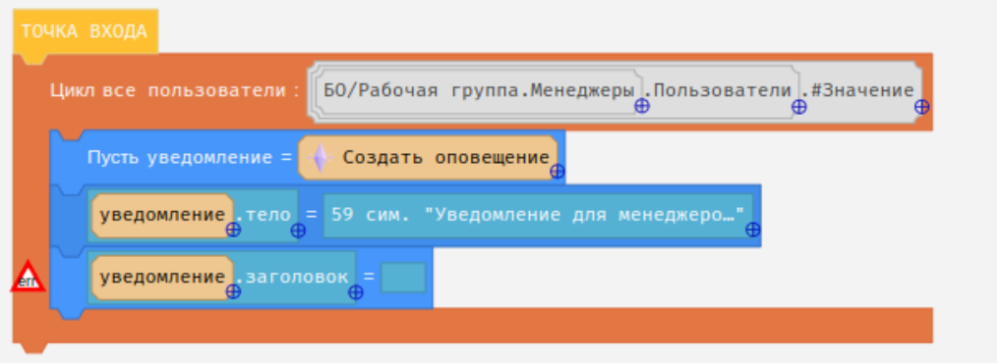 ТОЧКА ВХОДА
Цикл все пользователи : БО/Рабочая группа.Менеджеры.Пользователи.#Значение
Пусть уведомление = Создать оповещение
уведомление.тело = 59 сим. "Уведомление для менеджеро…"
err уведомление.заголовок =